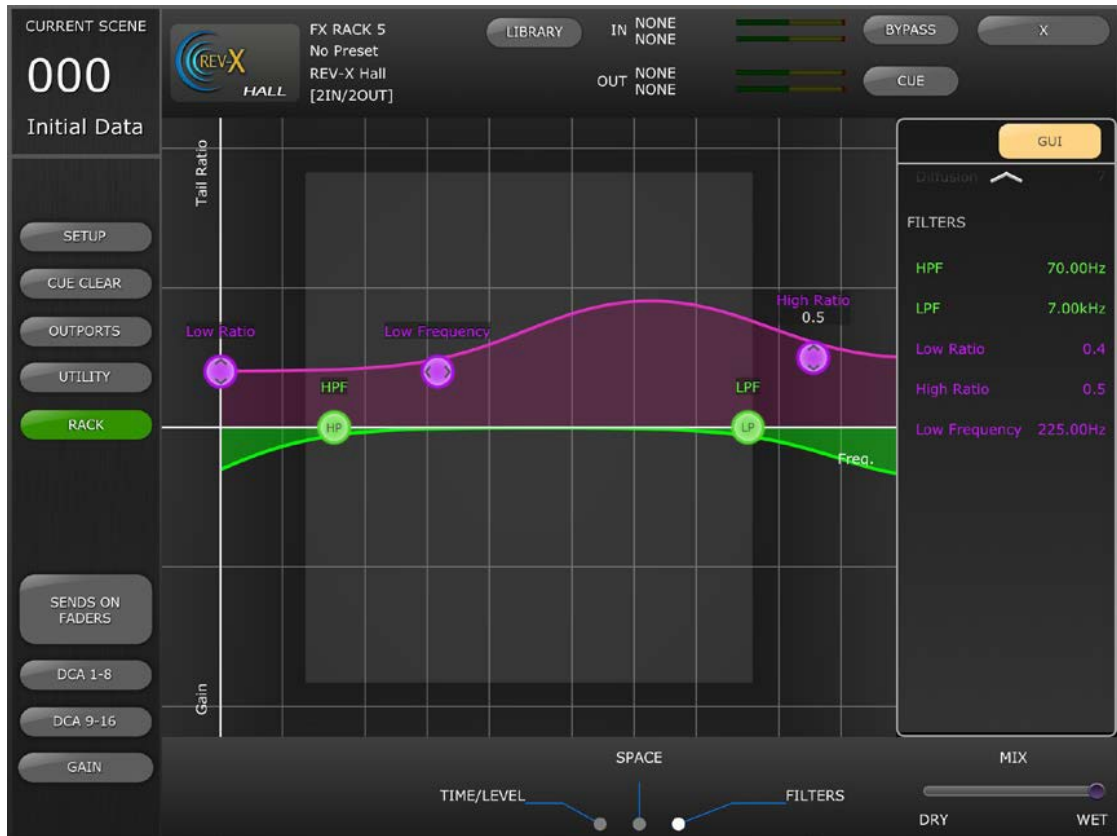 CURRENT SCENE
000
Initial Data
SETUP
CUE CLEAR
OUTPORTS
UTILITY
RACK
SENDS ON
FADERS
DCA 1-8
DCA 9-16
GAIN
REV-X
HALL
FX RACK 5
No Preset
REV-X Hall
[2IN/2OUT]
LIBRARY
IN NONE
NONE
OUT NONE
NONE
BYPASS
X
CUE
Tail Ratio
Low Ratio
Low Frequency
High Ratio
0.5
HPF
LPF
HP
LP
Freq.
Gain
GUI
Diffusion 7
FILTERS
HPF 70.00Hz
LPF 7.00kHz
Low Ratio 0.4
High Ratio 0.5
Low Frequency 225.00Hz
SPACE
TIME/LEVEL
FILTERS
MIX
DRY WET